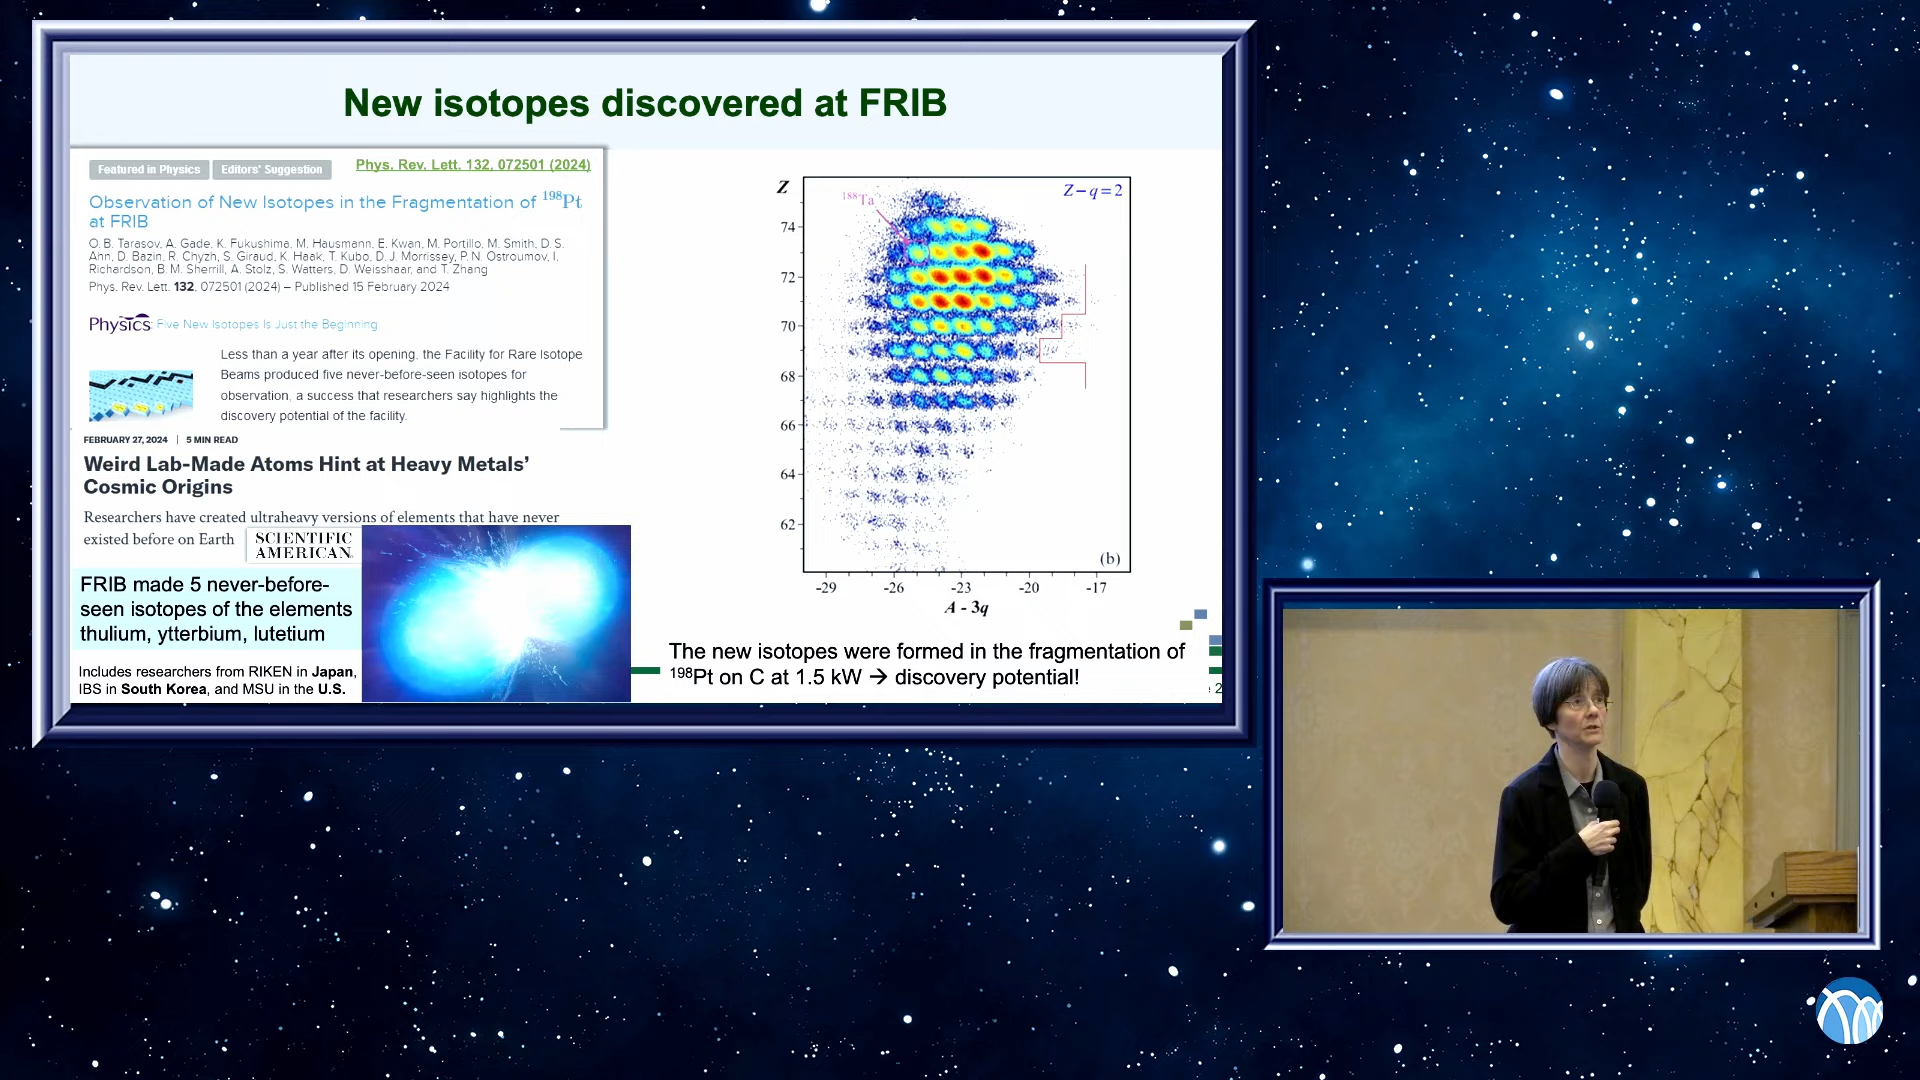 New isotopes discovered at FRIB
Featured in Physics
Editors' Suggestion
Phys. Rev. Lett. 132, 072501 (2024)
Observation of New Isotopes in the Fragmentation of ¹⁹⁸Pt
at FRIB
O. B. Tarasov, A. Gade, K. Fukushima, M. Hausmann, E. Kwan, M. Portillo, M. Smith, D. S.
Ahn, D. Bazin, R. Chyzh, S. Giraud, K. Haak, T. Kubo, D. J. Morrissey, P. N. Ostroumov, I.
Richardson, B. M. Sherrill, A. Stolz, S. Watters, D. Weisshaar, and T. Zhang
Phys. Rev. Lett. 132, 072501 (2024) – Published 15 February 2024
Physics Five New Isotopes Is Just the Beginning
Less than a year after its opening, the Facility for Rare Isotope
Beams produced five never-before-seen isotopes for
observation, a success that researchers say highlights the
discovery potential of the facility.
FEBRUARY 27, 2024 | 5 MIN READ
Weird Lab-Made Atoms Hint at Heavy Metals'
Cosmic Origins
Researchers have created ultraheavy versions of elements that have never
existed before on Earth
SCIENTIFIC
AMERICAN
FRIB made 5 never-before-
seen isotopes of the elements
thulium, ytterbium, lutetium
Includes researchers from RIKEN in Japan,
IBS in South Korea, and MSU in the U.S.
Z
¹⁸⁸Ta
Z – q = 2
74
72
70
68
66
64
62
(b)
-29 -26 -23 -20 -17
A - 3q
The new isotopes were formed in the fragmentation of
¹⁹⁸Pt on C at 1.5 kW → discovery potential!
2